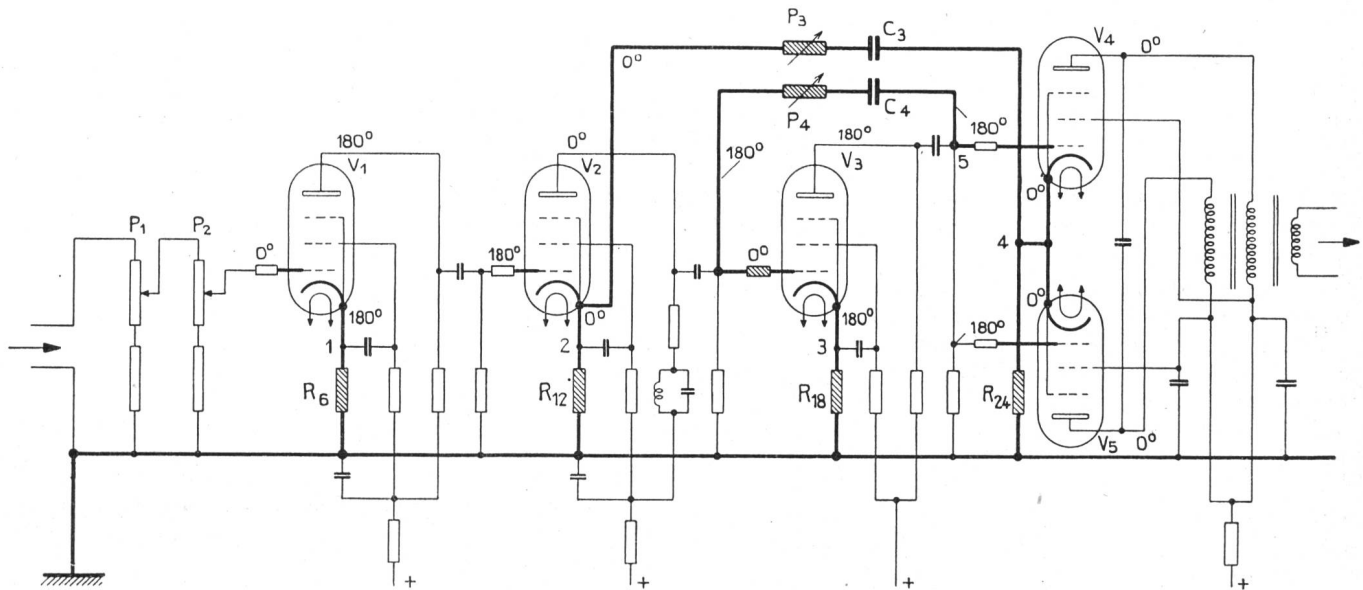 P3 C3
V4 0°
0°
P4 C4
180° 180° 180°
180° 0° V3 5
V1 V2
0°
P1 P2
0° 180° 0° 4
0°
180° 0° 180° 180°
1 2 3
R6 R12 R18 R24
V5 0°
+ + + +